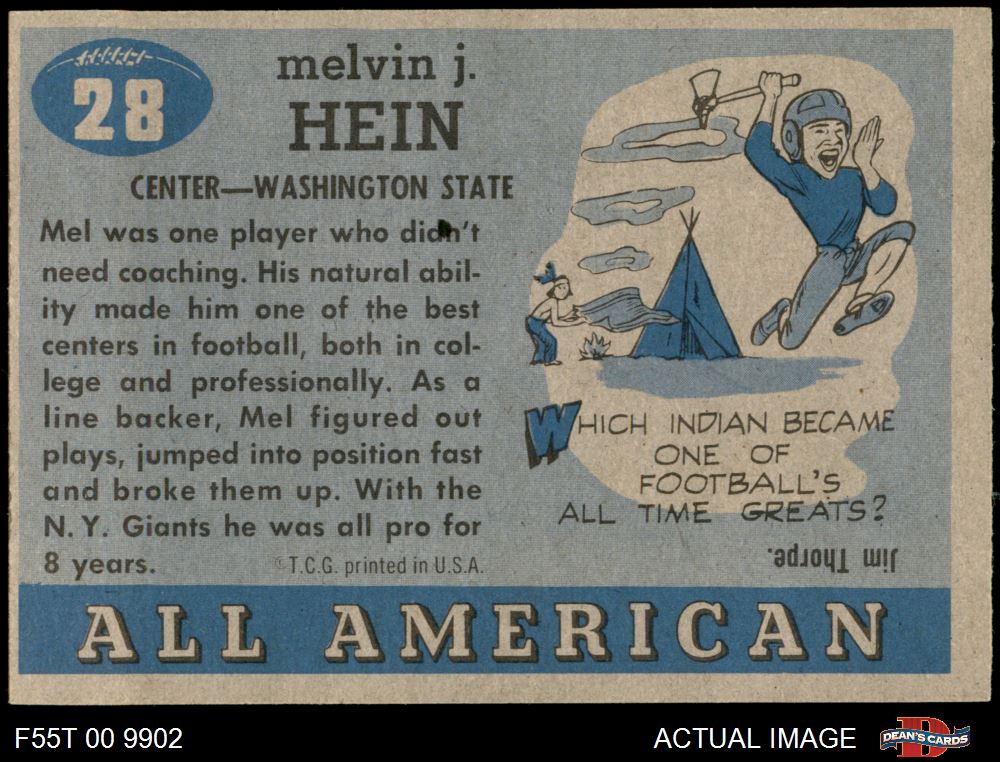 28
melvin j.
HEIN
CENTER—WASHINGTON STATE
Mel was one player who didn't
need coaching. His natural abil-
ity made him one of the best
centers in football, both in col-
lege and professionally. As a
line backer, Mel figured out
plays, jumped into position fast
and broke them up. With the
N. Y. Giants he was all pro for
8 years.
©T.C.G. printed in U.S.A.
WHICH INDIAN BECAME
ONE OF
FOOTBALL'S
ALL TIME GREATS?
Jim Thorpe.
ALL AMERICAN
F55T 00 9902
ACTUAL IMAGE
DEAN'S CARDS